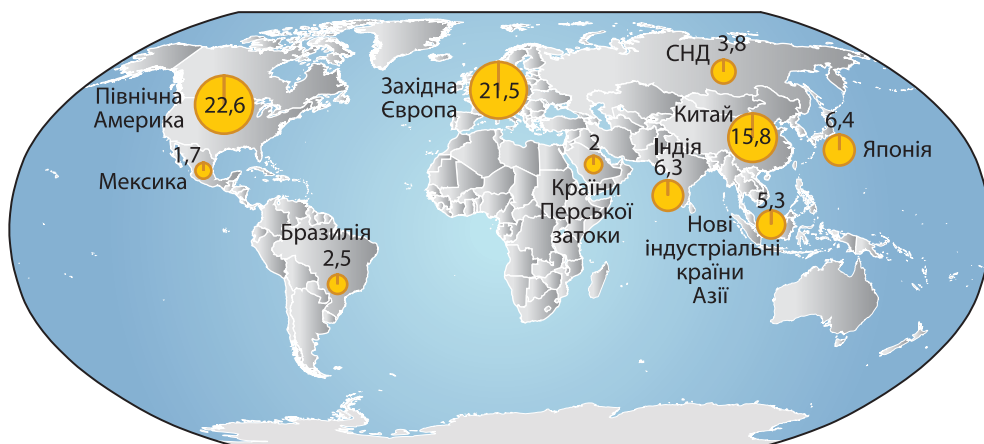 Північна
Америка
22,6
1,7
Мексика
Бразилія
2,5
Західна
Європа
21,5
СНД 3,8
Китай
15,8
6,4
Японія
Індія
6,3
2
Країни
Перської
затоки
5,3
Нові
індустріальні
країни
Азії